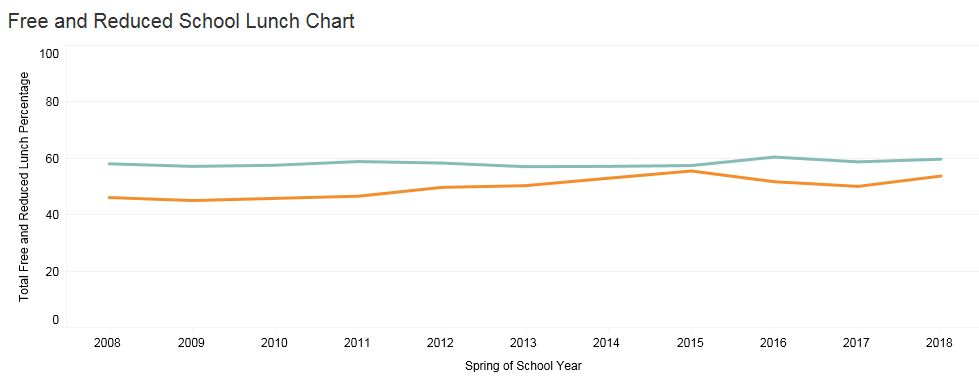 Free and Reduced School Lunch Chart
Total Free and Reduced Lunch Percentage
100
80
60
40
20
0
2008 2009 2010 2011 2012 2013 2014 2015 2016 2017 2018
Spring of School Year